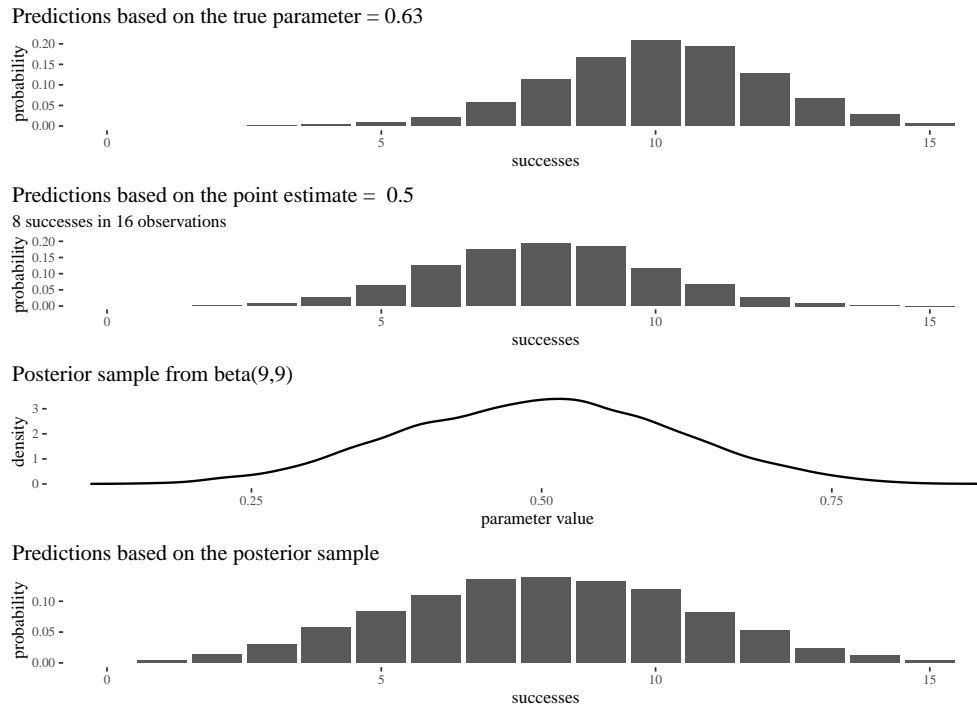 Predictions based on the true parameter = 0.63
probability
0.20
0.15
0.10
0.05
0.00
0 5 10 15
successes
Predictions based on the point estimate = 0.5
8 successes in 16 observations
probability
0.20
0.15
0.10
0.05
0.00
0 5 10 15
successes
Posterior sample from beta(9,9)
density
3
2
1
0
0.25 0.50 0.75
parameter value
Predictions based on the posterior sample
probability
0.10
0.05
0.00
0 5 10 15
successes